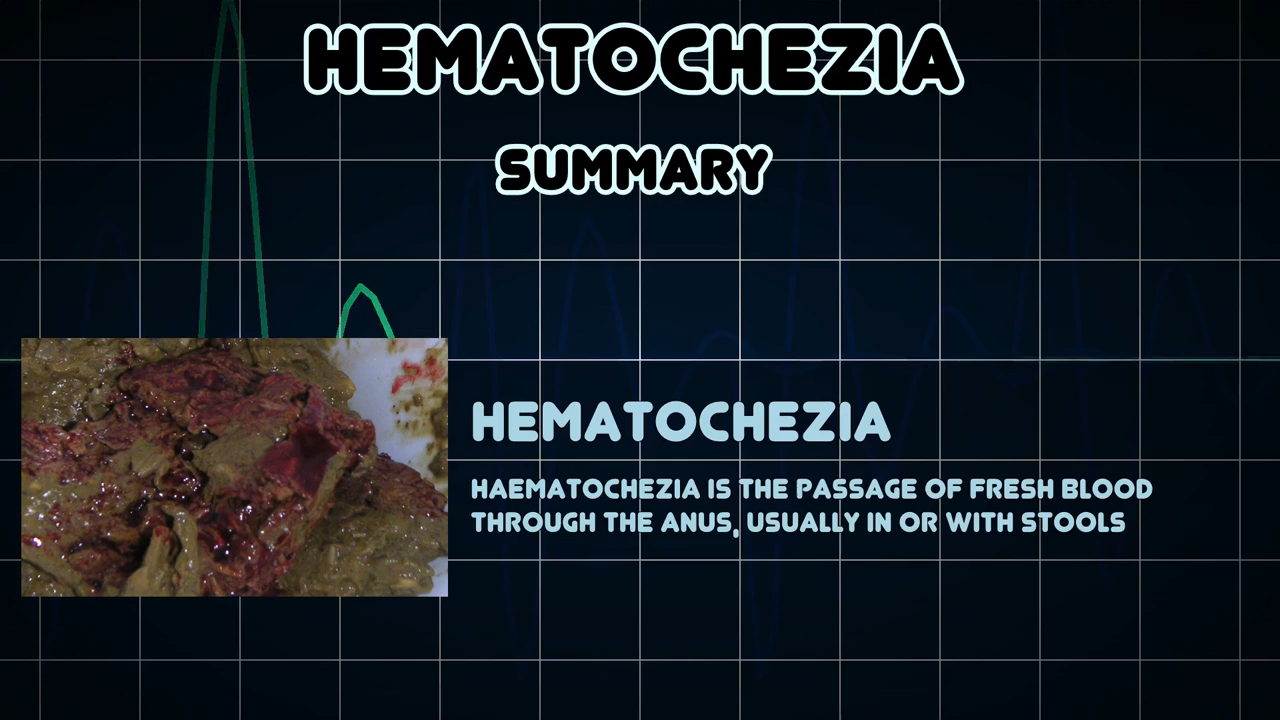 HEMATOCHEZIA
SUMMARY
HEMATOCHEZIA
HAEMATOCHEZIA IS THE PASSAGE OF FRESH BLOOD
THROUGH THE ANUS, USUALLY IN OR WITH STOOLS